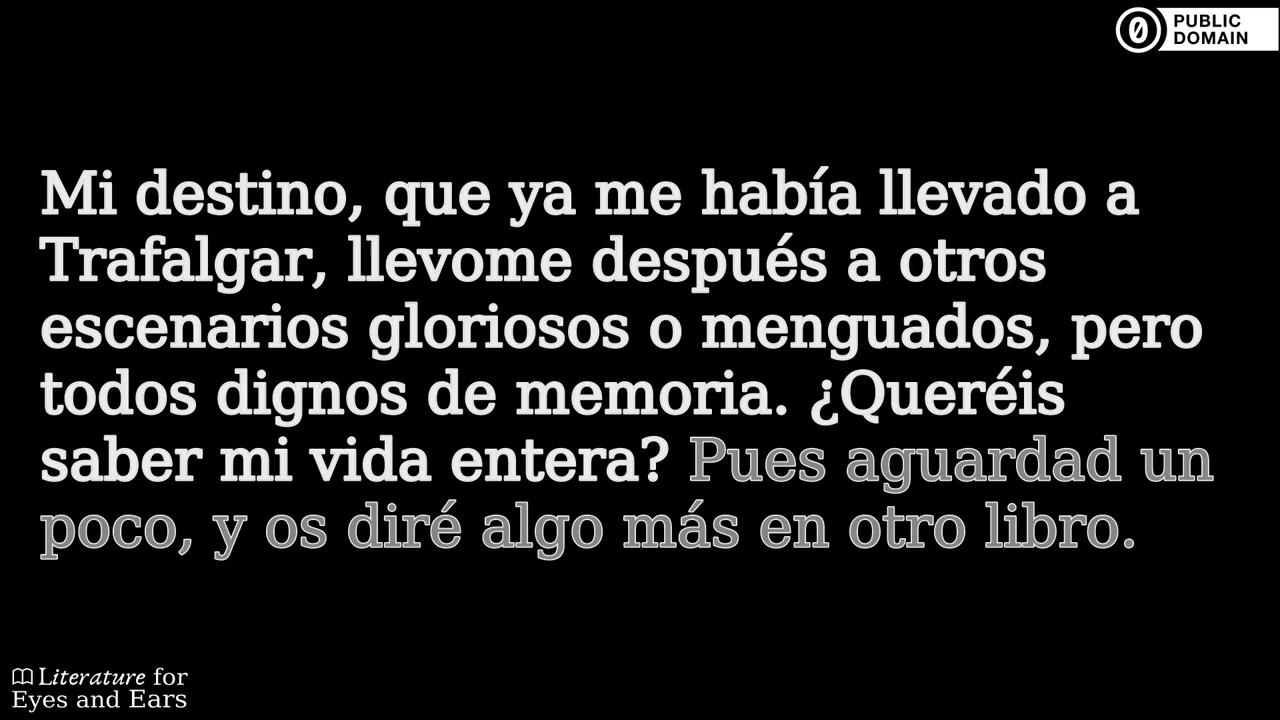 PUBLIC
DOMAIN
Mi destino, que ya me había llevado a
Trafalgar, llevome después a otros
escenarios gloriosos o menguados, pero
todos dignos de memoria. ¿Queréis
saber mi vida entera? Pues aguardad un
poco, y os diré algo más en otro libro.
Literature for
Eyes and Ears